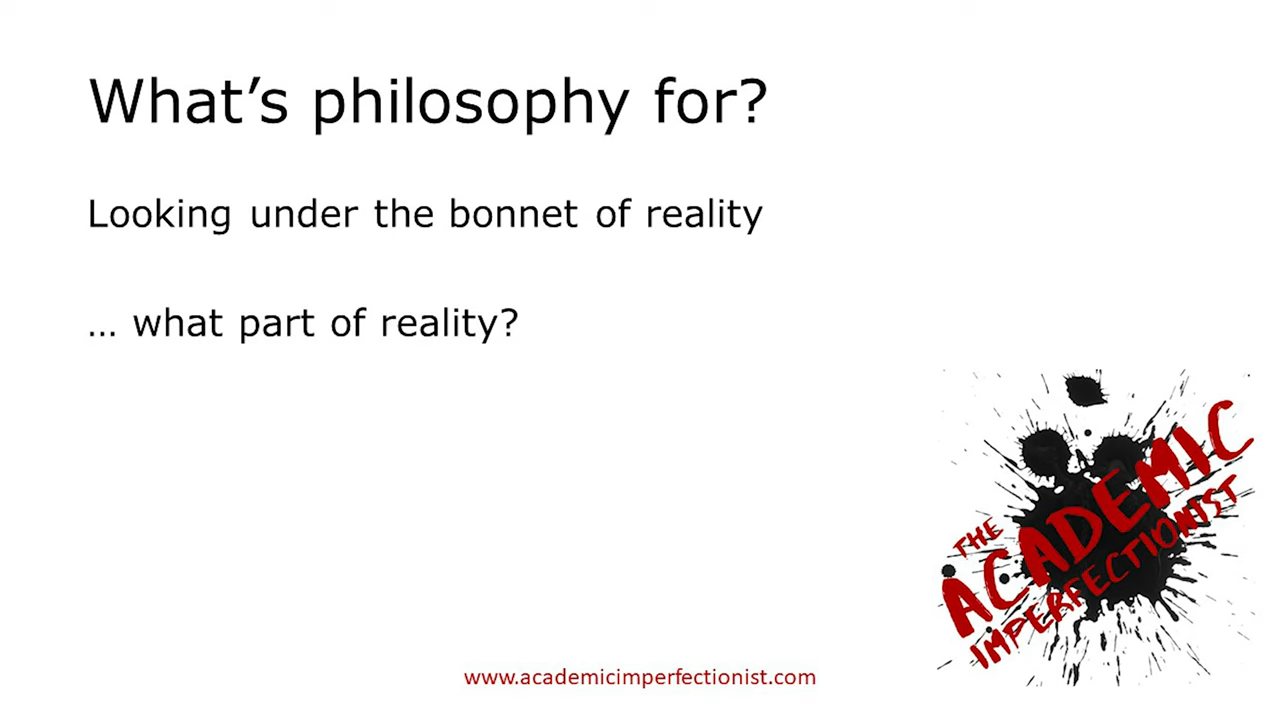 What’s philosophy for?
Looking under the bonnet of reality
… what part of reality?
THE
ACADEMIC
IMPERFECTIONIST
www.academicimperfectionist.com